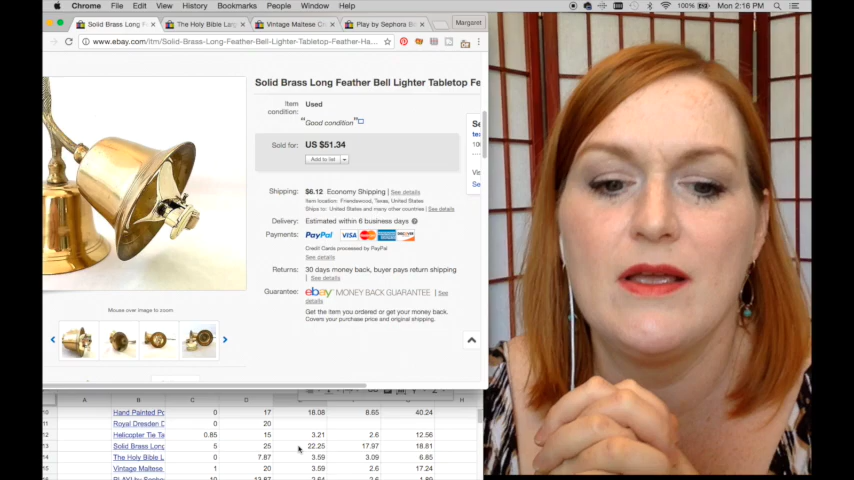 Chrome File Edit View History Bookmarks People Window Help
100% Mon 2:16 PM
Solid Brass Long F
The Holy Bible Larg
Vintage Maltese Cr
Play by Sephora B
Margaret
www.ebay.com/itm/Solid-Brass-Long-Feather-Bell-Lighter-Tabletop-Feather-Ha...
Solid Brass Long Feather Bell Lighter Tabletop Fe
Item condition: Used
"Good condition"
Sold for: US $51.34
Add to list
Shipping: $6.12 Economy Shipping | See details
Item location: Friendswood, Texas, United States
Ships to: United States and many other countries | See details
Delivery: Estimated within 6 business days
Payments: PayPal VISA
Credit Cards processed by PayPal
See details
Returns: 30 days money back, buyer pays return shipping
| See details
Guarantee: ebay MONEY BACK GUARANTEE | See
details
Get the item you ordered or get your money back.
Covers your purchase price and original shipping.
Mouse over image to zoom
A B C D H
10 Hand Painted Po 0 17 18.08 8.65 40.24
11 Royal Dresden D 0 20
12 Helicopter Tie Ta 0.85 15 3.21 2.6 12.56
13 Solid Brass Long 5 25 22.25 17.97 18.81
14 The Holy Bible L 0 7.87 3.59 3.09 6.85
15 Vintage Maltese 1 20 3.59 2.6 17.24